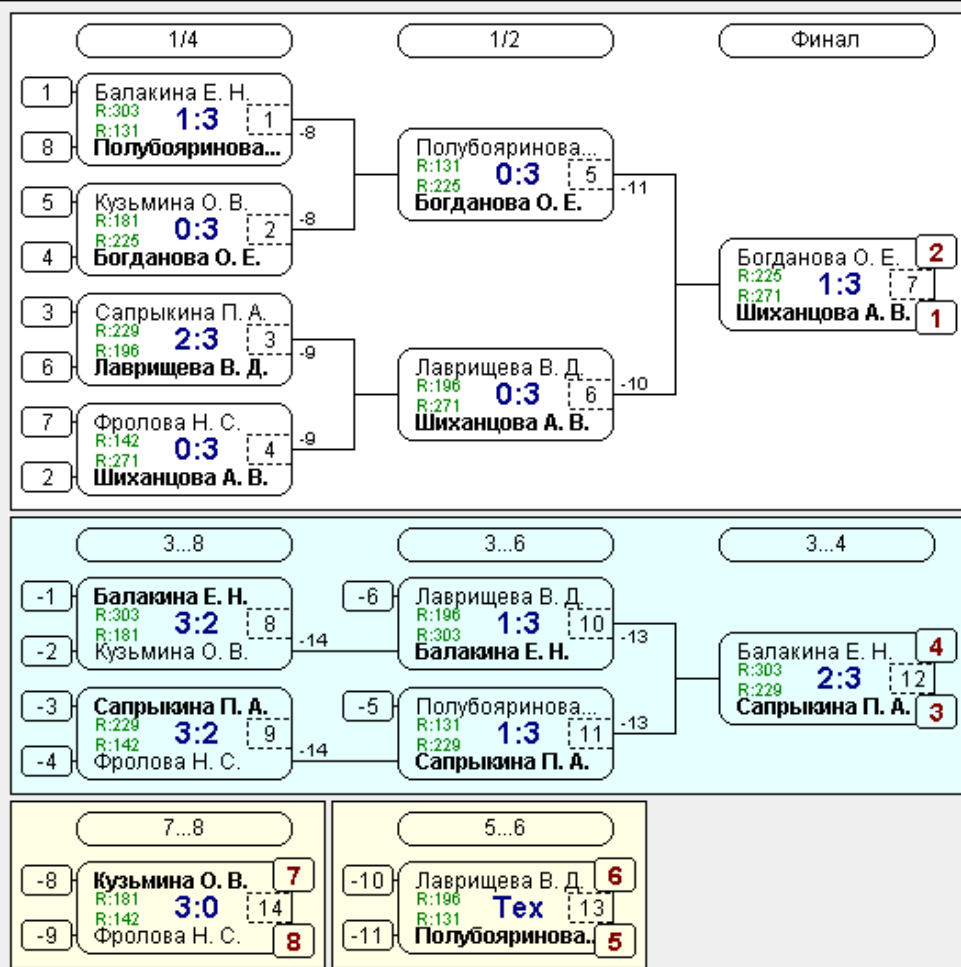 1/4
1/2
Финал
1
Балакина Е. Н.
R:303
1:3
R:131
1
8
Полубояринова...
-8
5
Кузьмина О. В.
R:181
0:3
R:225
2
4
Богданова О. Е.
-8
3
Сапрыкина П. А.
R:229
2:3
R:196
3
6
Лаврищева В. Д.
-9
7
Фролова Н. С.
R:142
0:3
R:271
4
2
Шиханцова А. В.
-9
Полубояринова...
R:131
0:3
R:225
5
Богданова О. Е.
-11
Лаврищева В. Д.
R:196
0:3
R:271
6
Шиханцова А. В.
-10
Богданова О. Е.
2
R:225
1:3
R:271
7
Шиханцова А. В.
1
3...8
3...6
3...4
-1
Балакина Е. Н.
R:303
3:2
R:181
8
-2
Кузьмина О. В.
-14
-3
Сапрыкина П. А.
R:229
3:2
R:142
9
-4
Фролова Н. С.
-14
-6
Лаврищева В. Д.
R:196
1:3
R:303
10
Балакина Е. Н.
-13
-5
Полубояринова...
R:131
1:3
R:229
11
Сапрыкина П. А.
-13
Балакина Е. Н.
4
R:303
2:3
R:229
12
Сапрыкина П. А.
3
7...8
-8
Кузьмина О. В.
7
R:181
3:0
R:142
14
-9
Фролова Н. С.
8
5...6
-10
Лаврищева В. Д.
6
R:196
Tex
R:131
13
-11
Полубояринова...
5